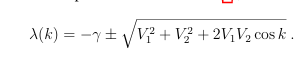 λ(k) = −γ ± √(V₁² + V₂² + 2V₁V₂ cos k) .